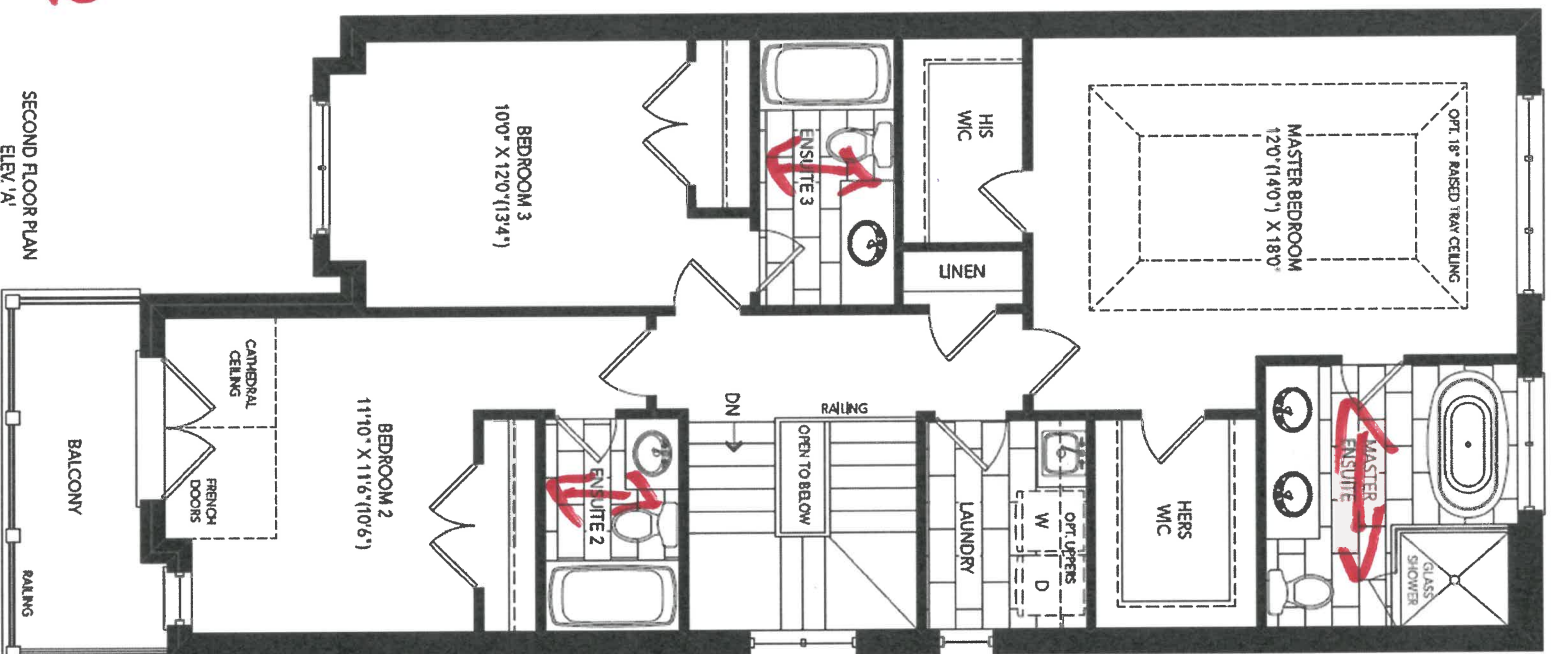 OPT. 18" RAISED TRAY CEILING
MASTER BEDROOM
12'0"(14'0") X 18'0"
MASTER
ENSUITE
GLASS
SHOWER
HIS
WIC
LINEN
HERS
WIC
OPT. UPPERS
W D
LAUNDRY
ENSUITE 3
RAILING
OPEN TO BELOW
DN
BEDROOM 3
10'0" X 12'0"(13'4")
ENSUITE 2
BEDROOM 2
11'10" X 11'6"(10'6")
CATHEDRAL
CEILING
FRENCH
DOORS
BALCONY
RAILING
SECOND FLOOR PLAN
ELEV. 'A'